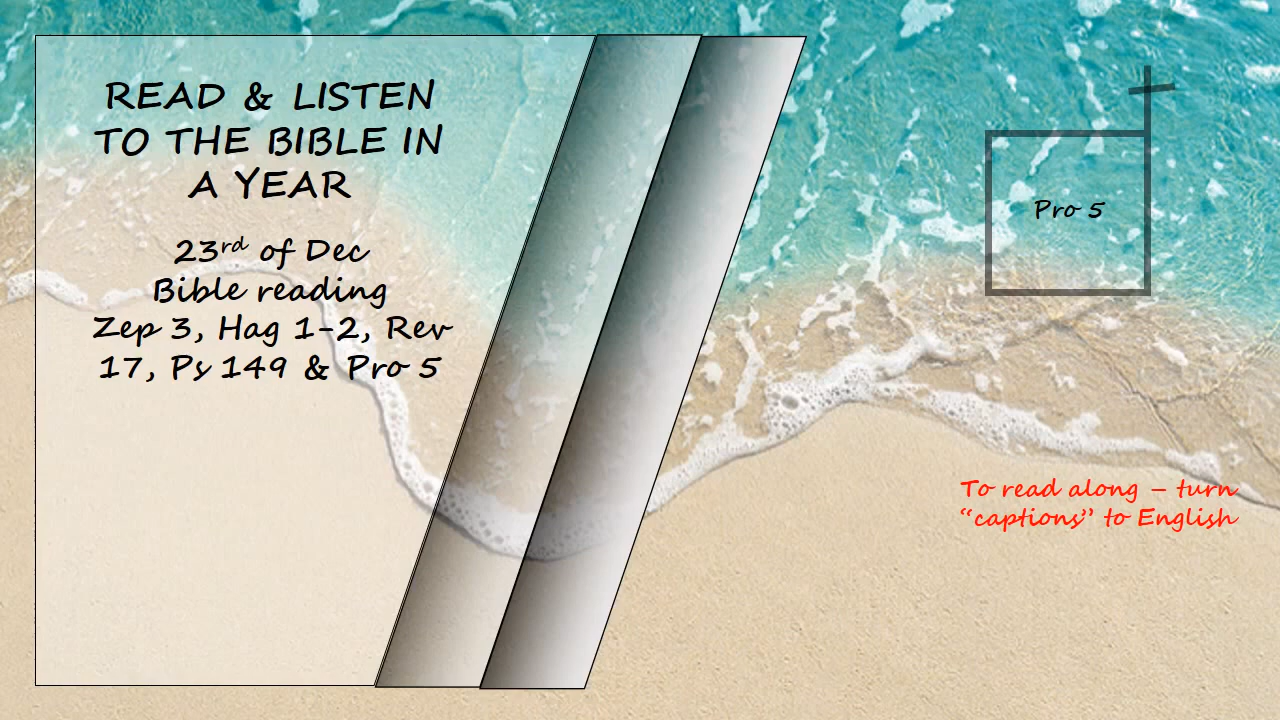 READ & LISTEN
TO THE BIBLE IN
A YEAR
23rd of Dec
Bible reading
Zep 3, Hag 1-2, Rev
17, Ps 149 & Pro 5
Pro 5
To read along – turn
“captions” to English